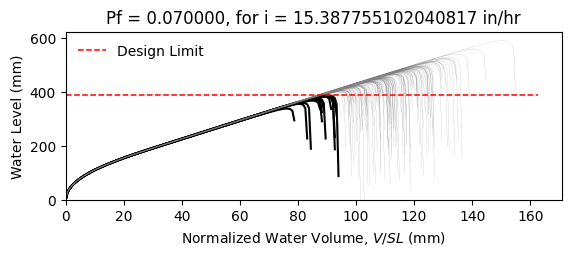 Pf = 0.070000, for i = 15.387755102040817 in/hr
600
400
200
0
Water Level (mm)
Design Limit
0 20 40 60 80 100 120 140 160
Normalized Water Volume, V/SL (mm)